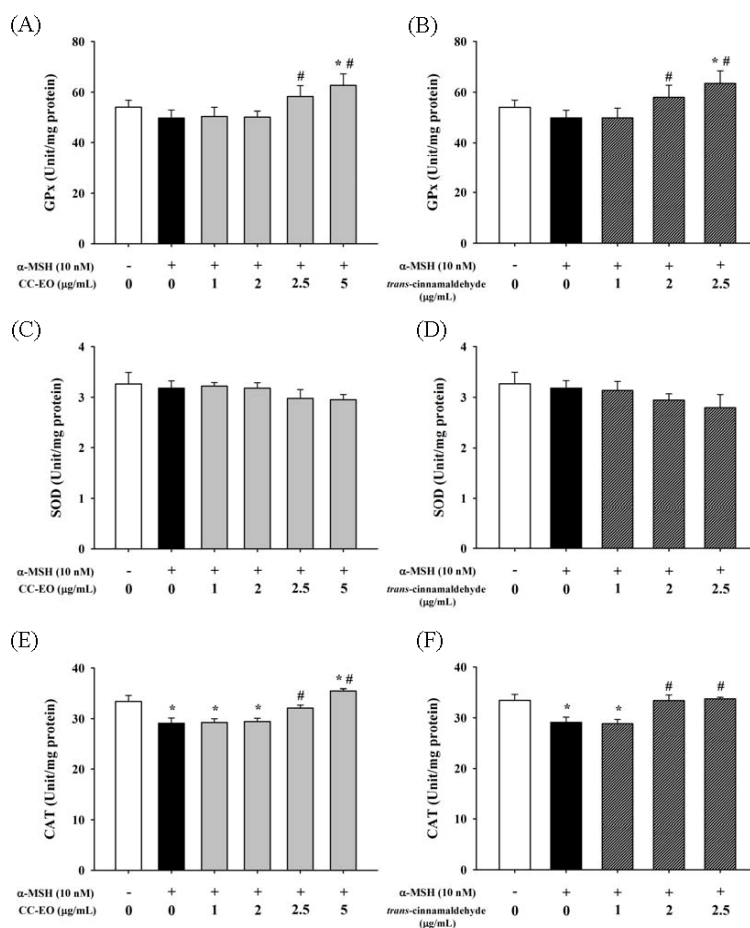 (A)
GPx (Unit/mg protein)
80
60
40
20
0
#
* #
α-MSH (10 nM) - + + + + +
CC-EO (μg/mL) 0 0 1 2 2.5 5
(B)
GPx (Unit/mg protein)
80
60
40
20
0
#
* #
α-MSH (10 nM) - + + + +
trans-cinnamaldehyde 0 0 1 2 2.5
(μg/mL)
(C)
SOD (Unit/mg protein)
4
3
2
1
0
α-MSH (10 nM) - + + + + +
CC-EO (μg/mL) 0 0 1 2 2.5 5
(D)
SOD (Unit/mg protein)
4
3
2
1
0
α-MSH (10 nM) - + + + +
trans-cinnamaldehyde 0 0 1 2 2.5
(μg/mL)
(E)
CAT (Unit/mg protein)
40
30
20
10
0
* * * # * #
α-MSH (10 nM) - + + + + +
CC-EO (μg/mL) 0 0 1 2 2.5 5
(F)
CAT (Unit/mg protein)
40
30
20
10
0
* * # #
α-MSH (10 nM) - + + + +
trans-cinnamaldehyde 0 0 1 2 2.5
(μg/mL)